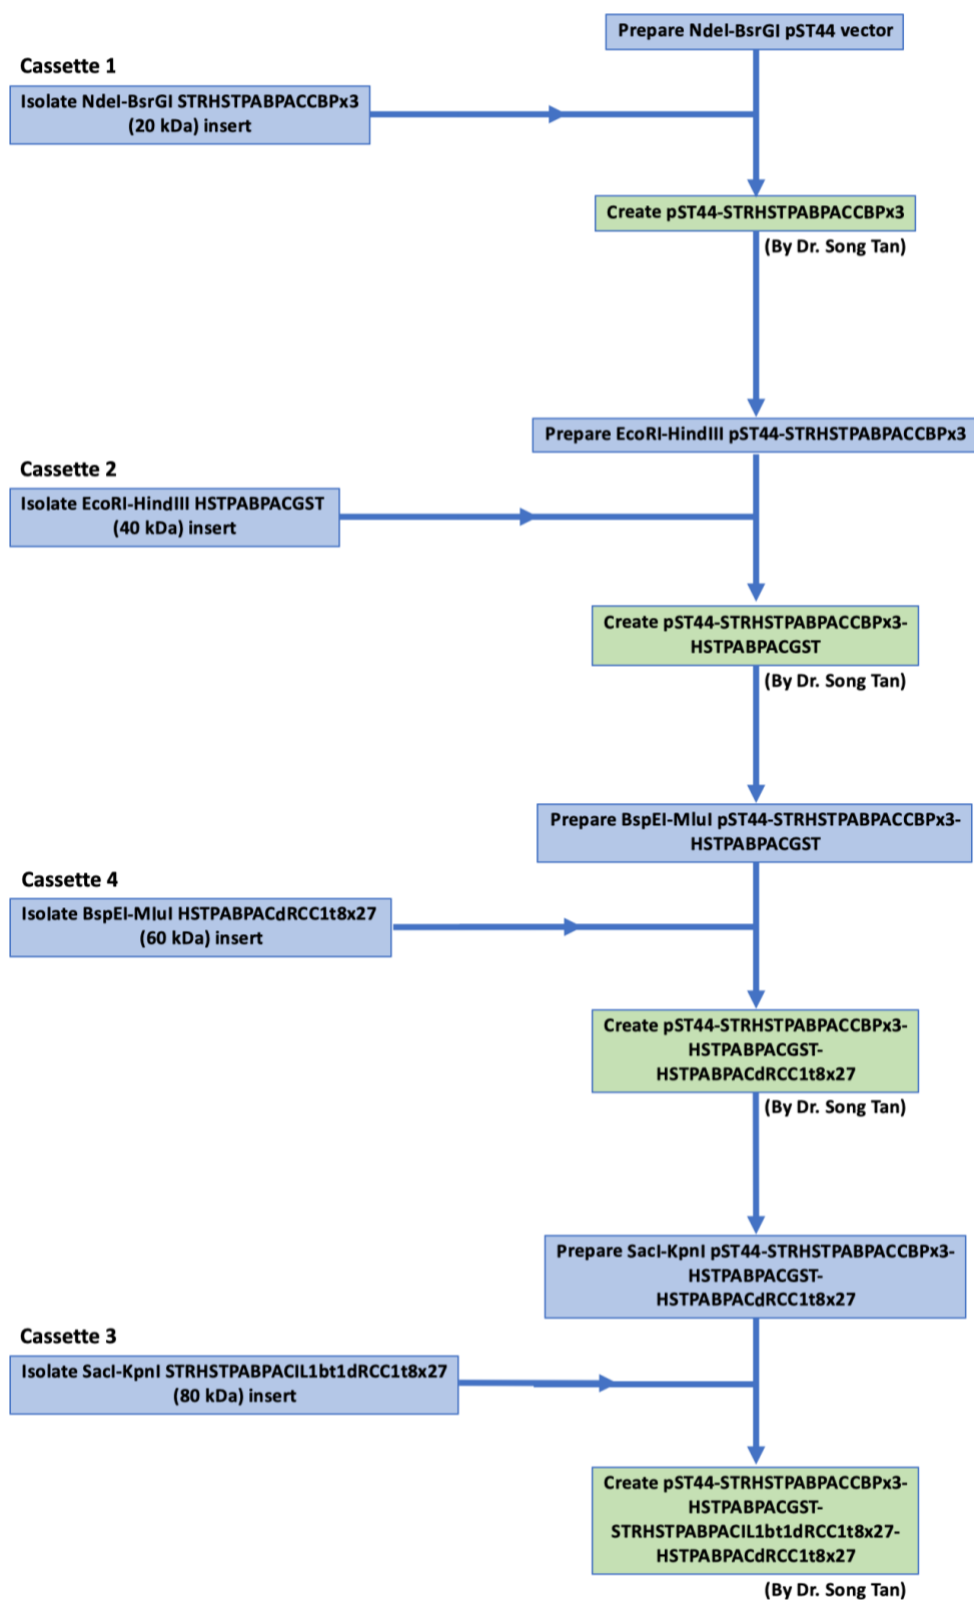 Prepare NdeI-BsrGI pST44 vector
Cassette 1
Isolate NdeI-BsrGI STRHSTPABPACCBPx3
(20 kDa) insert
Create pST44-STRHSTPABPACCBPx3
(By Dr. Song Tan)
Prepare EcoRI-HindIII pST44-STRHSTPABPACCBPx3
Cassette 2
Isolate EcoRI-HindIII HSTPABPACGST
(40 kDa) insert
Create pST44-STRHSTPABPACCBPx3-
HSTPABPACGST
(By Dr. Song Tan)
Prepare BspEI-MluI pST44-STRHSTPABPACCBPx3-
HSTPABPACGST
Cassette 4
Isolate BspEI-MluI HSTPABPACdRCC1t8x27
(60 kDa) insert
Create pST44-STRHSTPABPACCBPx3-
HSTPABPACGST-
HSTPABPACdRCC1t8x27
(By Dr. Song Tan)
Prepare SacI-KpnI pST44-STRHSTPABPACCBPx3-
HSTPABPACGST-
HSTPABPACdRCC1t8x27
Cassette 3
Isolate SacI-KpnI STRHSTPABPACIL1bt1dRCC1t8x27
(80 kDa) insert
Create pST44-STRHSTPABPACCBPx3-
HSTPABPACGST-
STRHSTPABPACIL1bt1dRCC1t8x27-
HSTPABPACdRCC1t8x27
(By Dr. Song Tan)